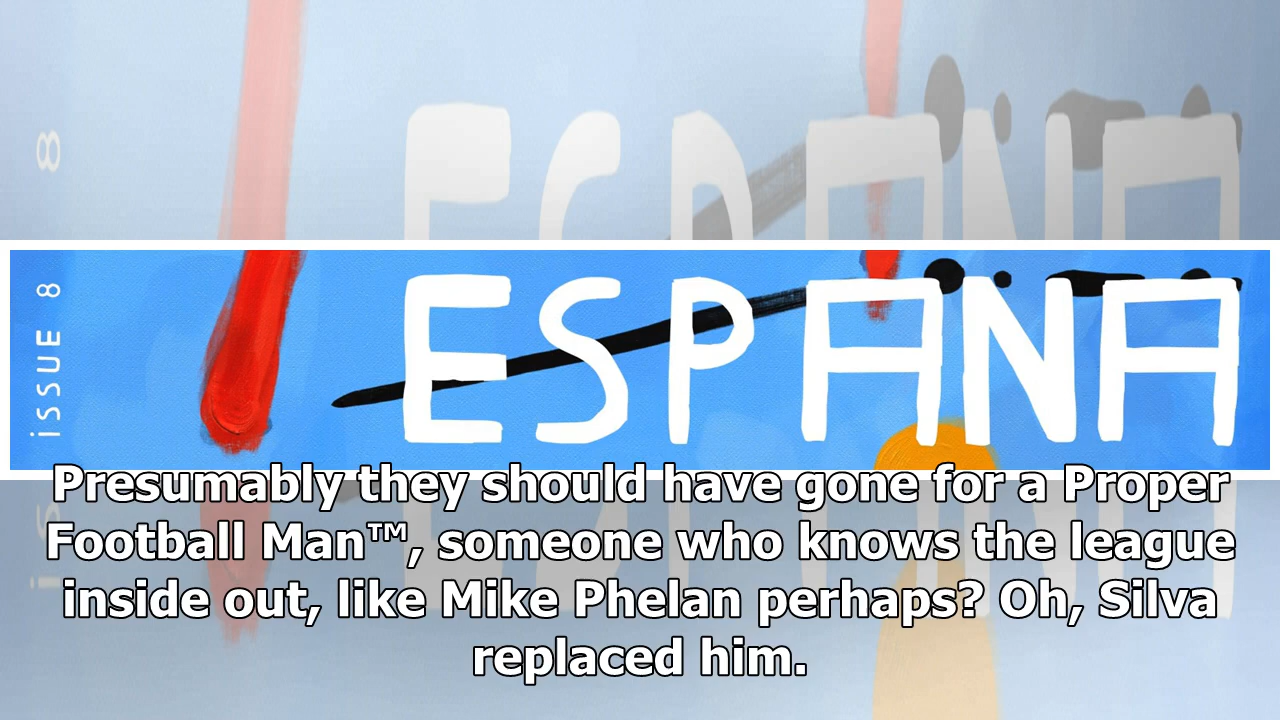 ESPANA
iSSUE 8
ESPANA
Presumably they should have gone for a Proper
Football Man™, someone who knows the league
inside out, like Mike Phelan perhaps? Oh, Silva
replaced him.